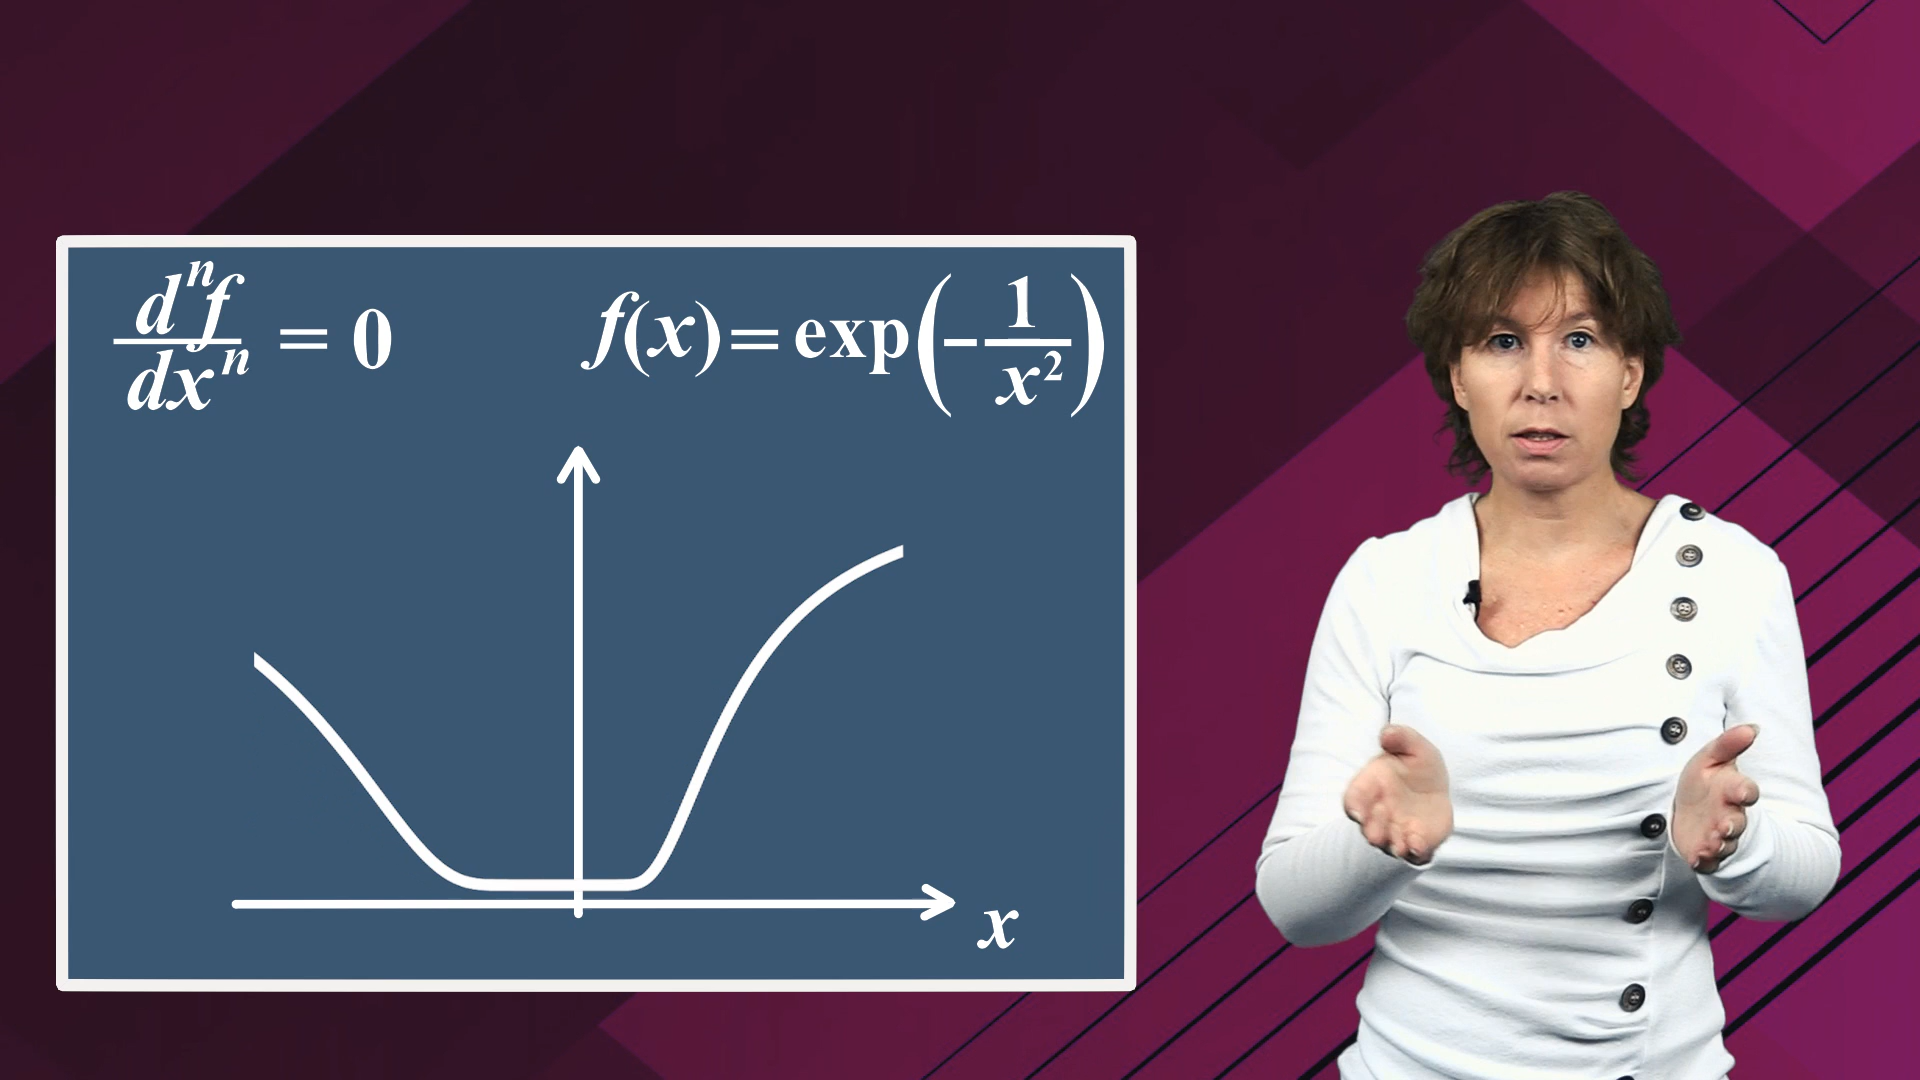 dⁿf/dxⁿ = 0
f(x)=exp(-1/x²)
x